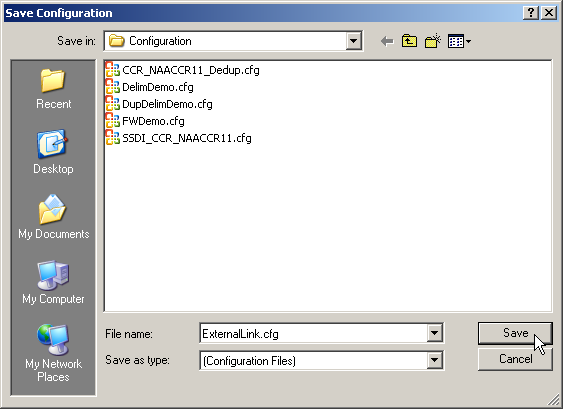 Save Configuration
Save in:
Configuration
CCR_NAACCR11_Dedup.cfg
DelimDemo.cfg
DupDelimDemo.cfg
FWDemo.cfg
SSDI_CCR_NAACCR11.cfg
Recent
Desktop
My Documents
My Computer
My Network
Places
File name:
ExternalLink.cfg
Save
Save as type:
(Configuration Files)
Cancel